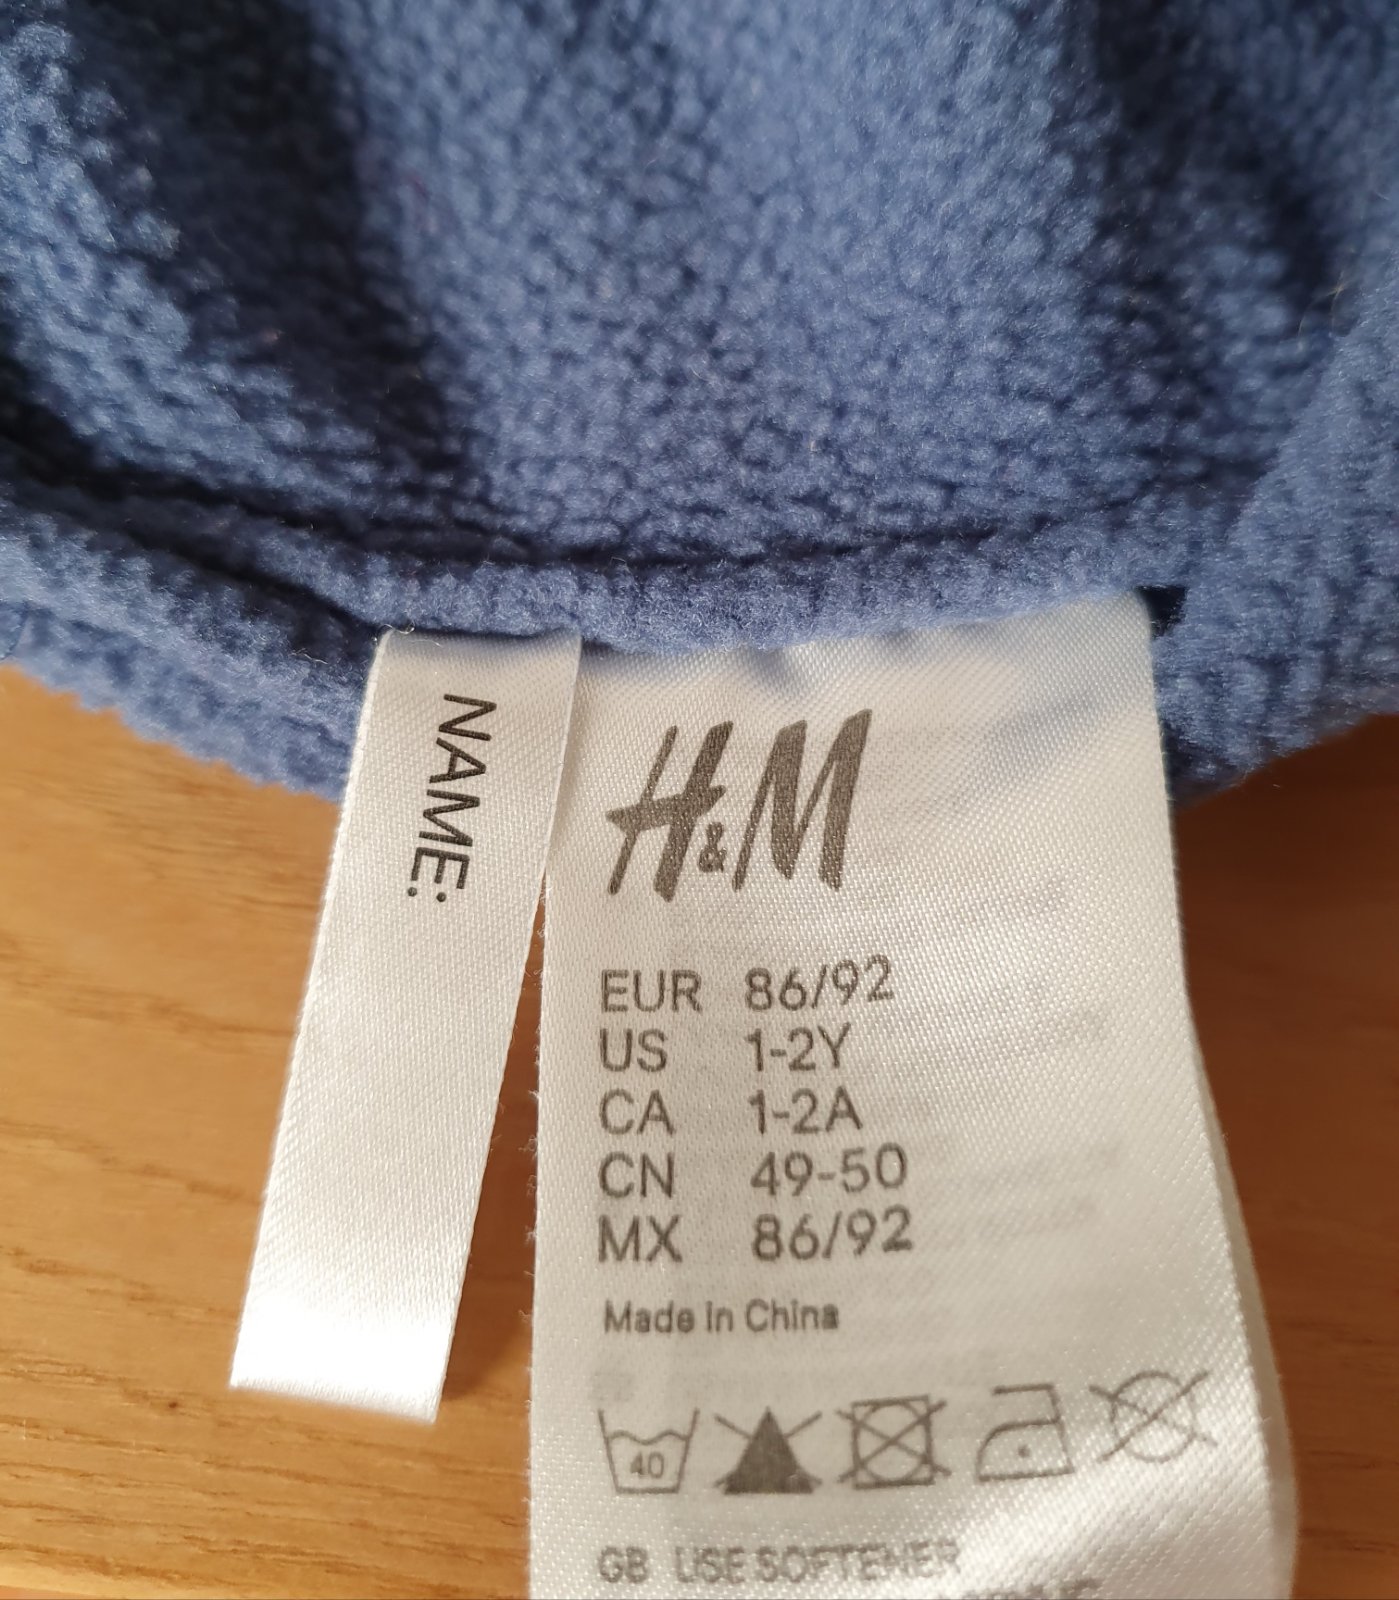 NAME:
H&M
EUR 86/92
US 1-2Y
CA 1-2A
CN 49-50
MX 86/92
Made in China
40
GB USE SOFTENER